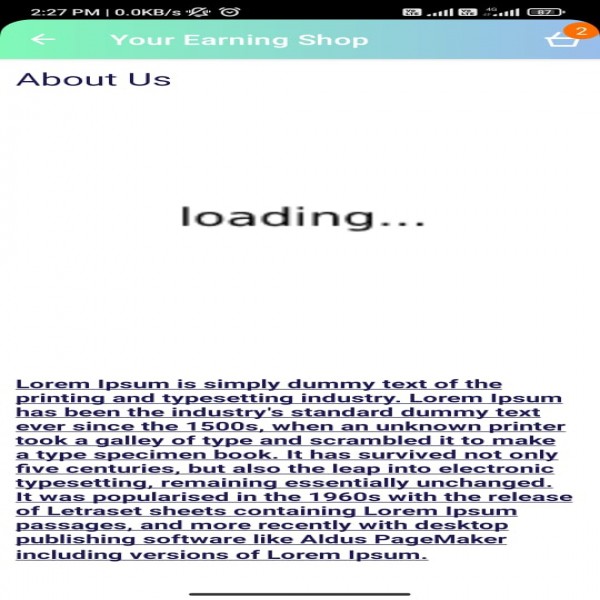 2:27 PM | 0.0KB/s
4G
87
Your Earning Shop
2
About Us
loading...
Lorem Ipsum is simply dummy text of the
printing and typesetting industry. Lorem Ipsum
has been the industry's standard dummy text
ever since the 1500s, when an unknown printer
took a galley of type and scrambled it to make
a type specimen book. It has survived not only
five centuries, but also the leap into electronic
typesetting, remaining essentially unchanged.
It was popularised in the 1960s with the release
of Letraset sheets containing Lorem Ipsum
passages, and more recently with desktop
publishing software like Aldus PageMaker
including versions of Lorem Ipsum.